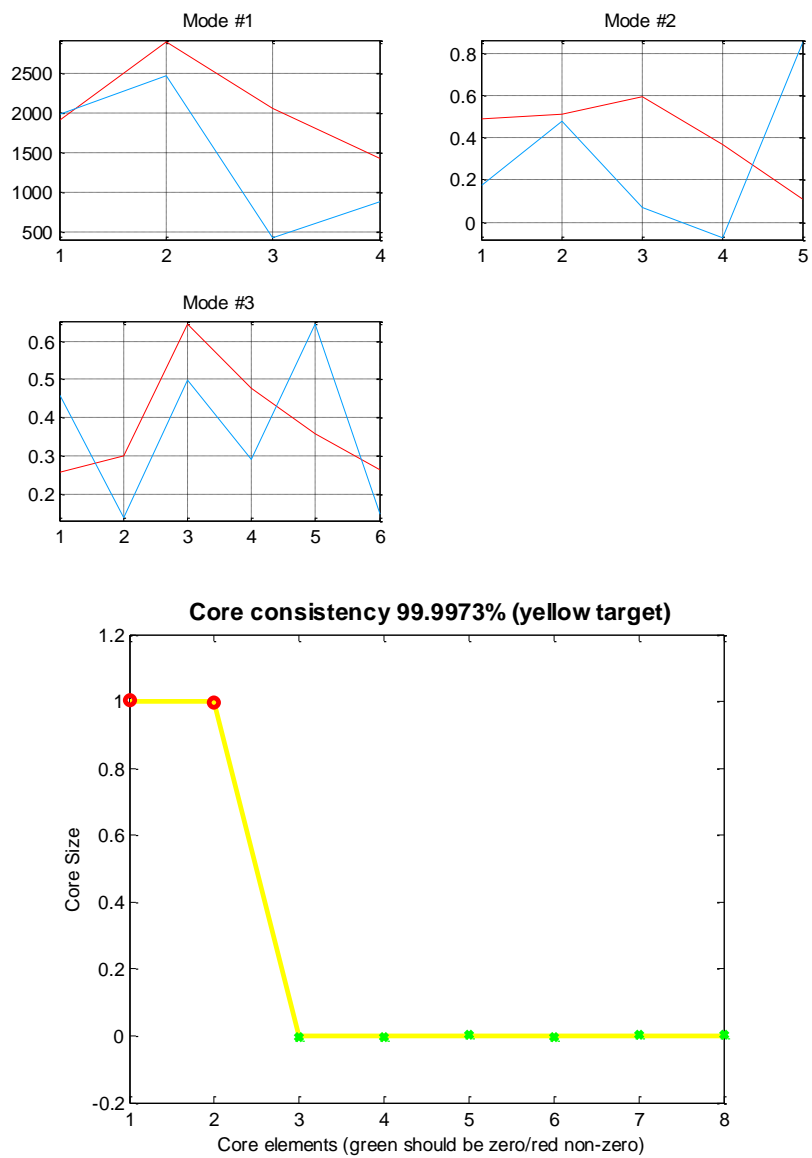 Mode #1
2500
2000
1500
1000
500
1 2 3 4
Mode #2
0.8
0.6
0.4
0.2
0
1 2 3 4 5
Mode #3
0.6
0.5
0.4
0.3
0.2
1 2 3 4 5 6
Core consistency 99.9973% (yellow target)
Core Size
1.2
1
0.8
0.6
0.4
0.2
0
-0.2
1 2 3 4 5 6 7 8
Core elements (green should be zero/red non-zero)